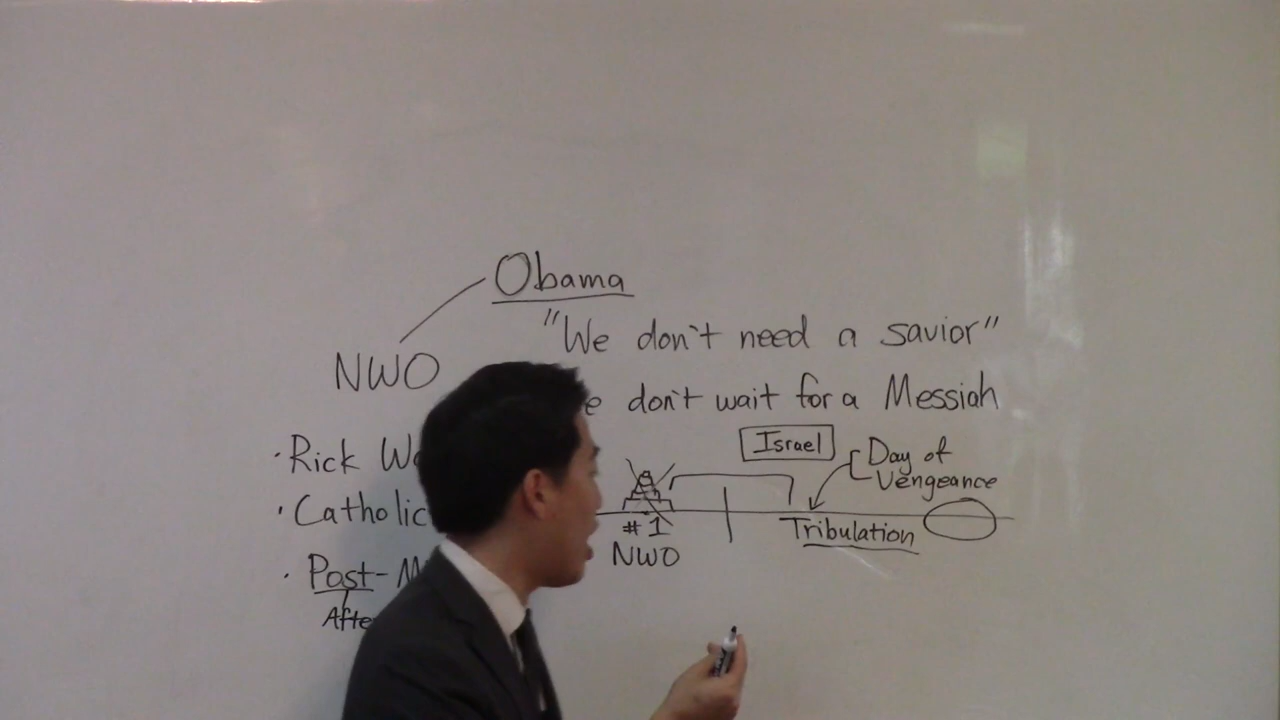 Obama
"We don't need a savior"
NWO
don't wait for a Messiah
Israel
· Rick
Day of
Vengeance
· Catholic
#1
Tribulation
NWO
· Post-